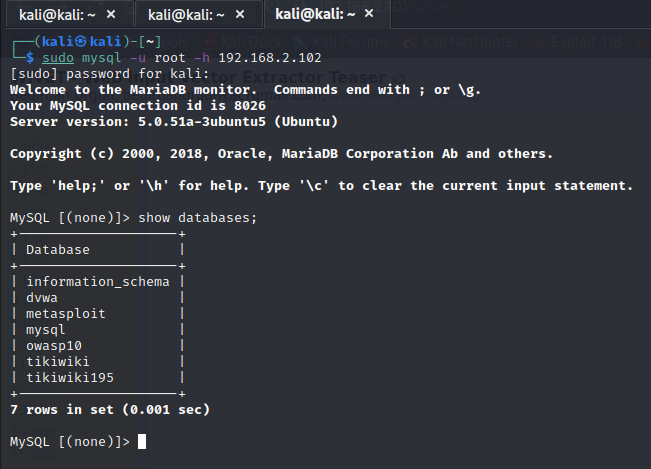 kali@kali: ~ × kali@kali: ~ × kali@kali: ~ ×
┌──(kali㉿kali)-[~]
└─$ sudo mysql -u root -h 192.168.2.102
[sudo] password for kali:
Welcome to the MariaDB monitor.  Commands end with ; or \g.
Your MySQL connection id is 8026
Server version: 5.0.51a-3ubuntu5 (Ubuntu)
Copyright (c) 2000, 2018, Oracle, MariaDB Corporation Ab and others.
Type 'help;' or '\h' for help. Type '\c' to clear the current input statement.
MySQL [(none)]> show databases;
+--------------------+
| Database           |
+--------------------+
| information_schema |
| dvwa               |
| metasploit         |
| mysql              |
| owasp10            |
| tikiwiki           |
| tikiwiki195        |
+--------------------+
7 rows in set (0.001 sec)
MySQL [(none)]>